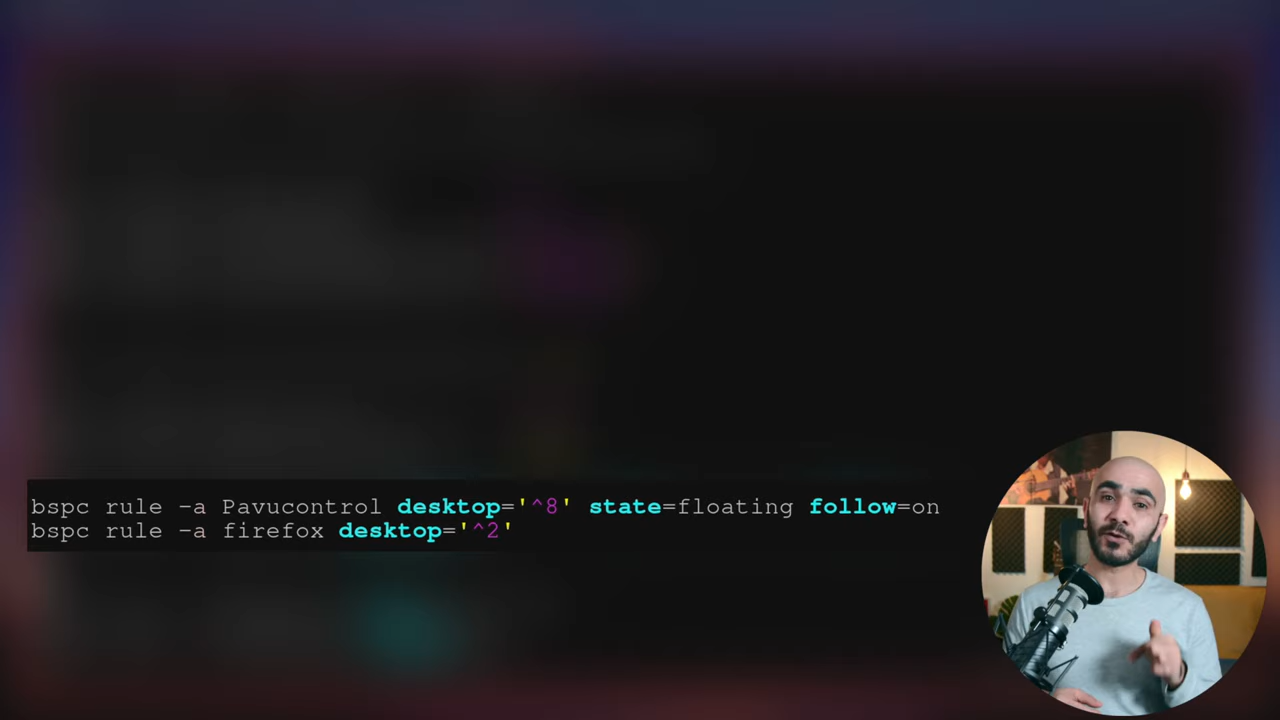 bspc rule -a Pavucontrol desktop='^8' state=floating follow=on
bspc rule -a firefox desktop='^2'